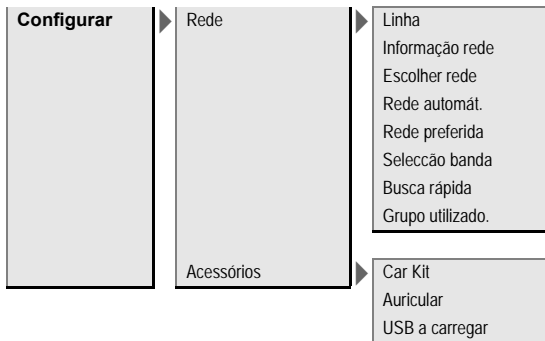 Configurar
Rede
Linha
Informação rede
Escolher rede
Rede automát.
Rede preferida
Seleccão banda
Busca rápida
Grupo utilizado.
Acessórios
Car Kit
Auricular
USB a carregar